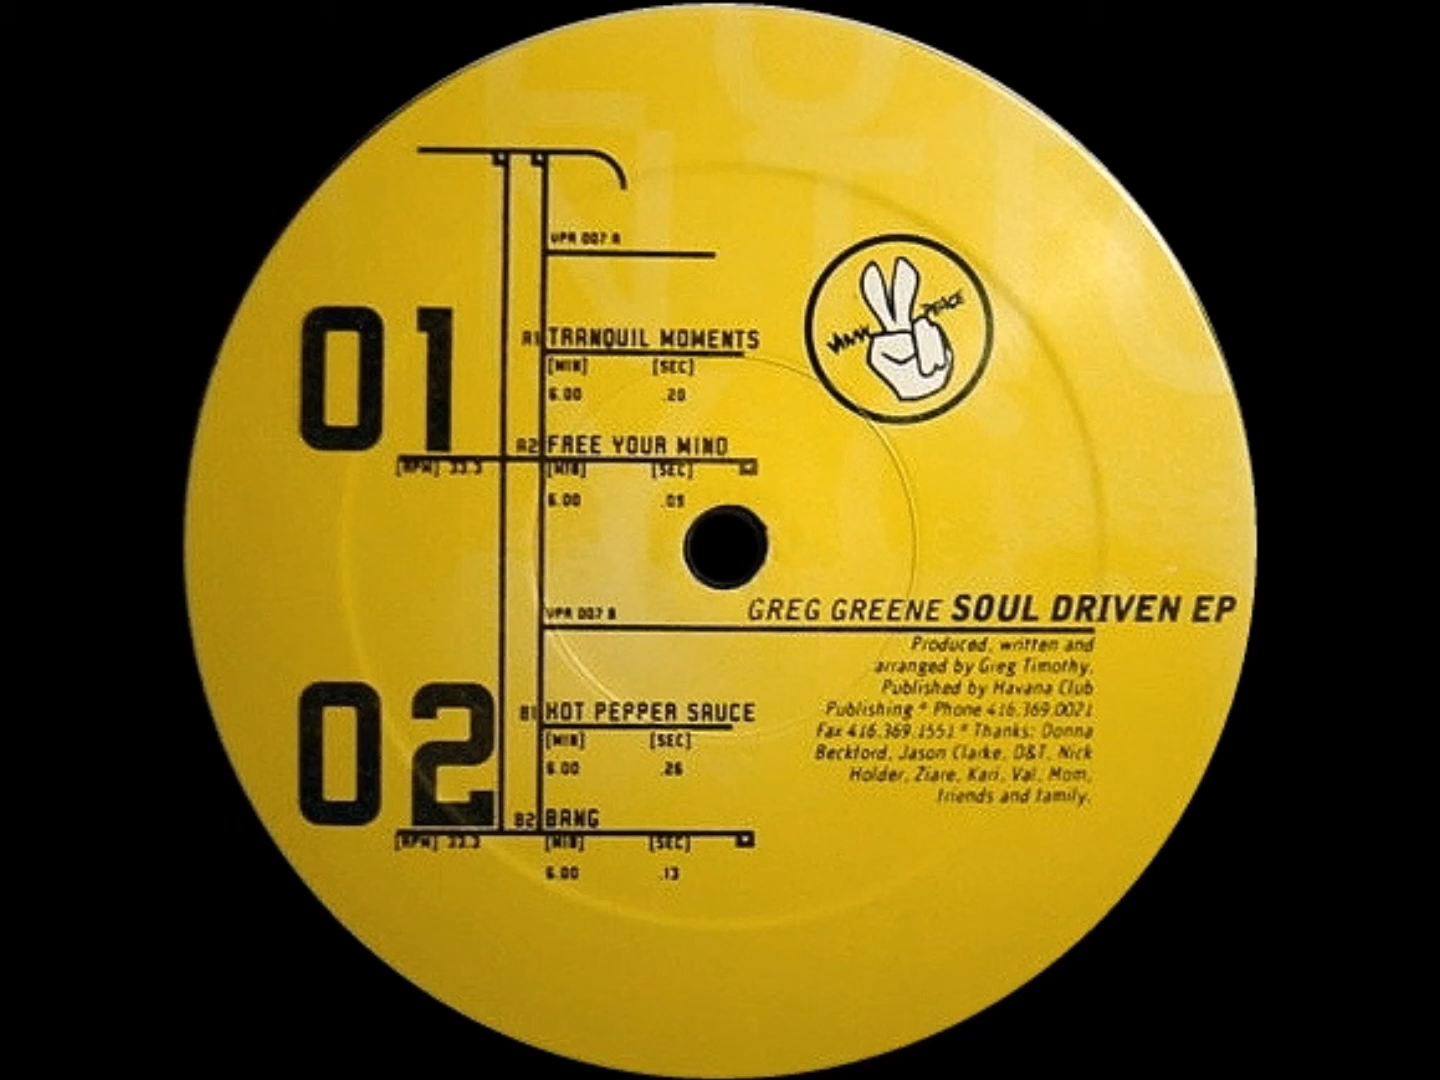 VPR 007 A
01
A1 TRANQUIL MOMENTS
[MIN] [SEC]
6.00 .20
A2 FREE YOUR MIND
[RPM] 33.3 [MIN] [SEC]
6.00 .09
PEACE
VPR 007 B
GREG GREENE SOUL DRIVEN EP
Produced, written and
arranged by Greg Timothy.
Published by Havana Club
Publishing * Phone 416.369.0021
Fax 416.369.1551 * Thanks: Donna
Beckford, Jason Clarke, D&T, Nick
Holder, Ziare, Kari, Val, Mom,
friends and family.
02
B1 HOT PEPPER SAUCE
[MIN] [SEC]
6.00 .26
B2 BANG
[RPM] 33.3 [MIN] [SEC]
6.00 .13